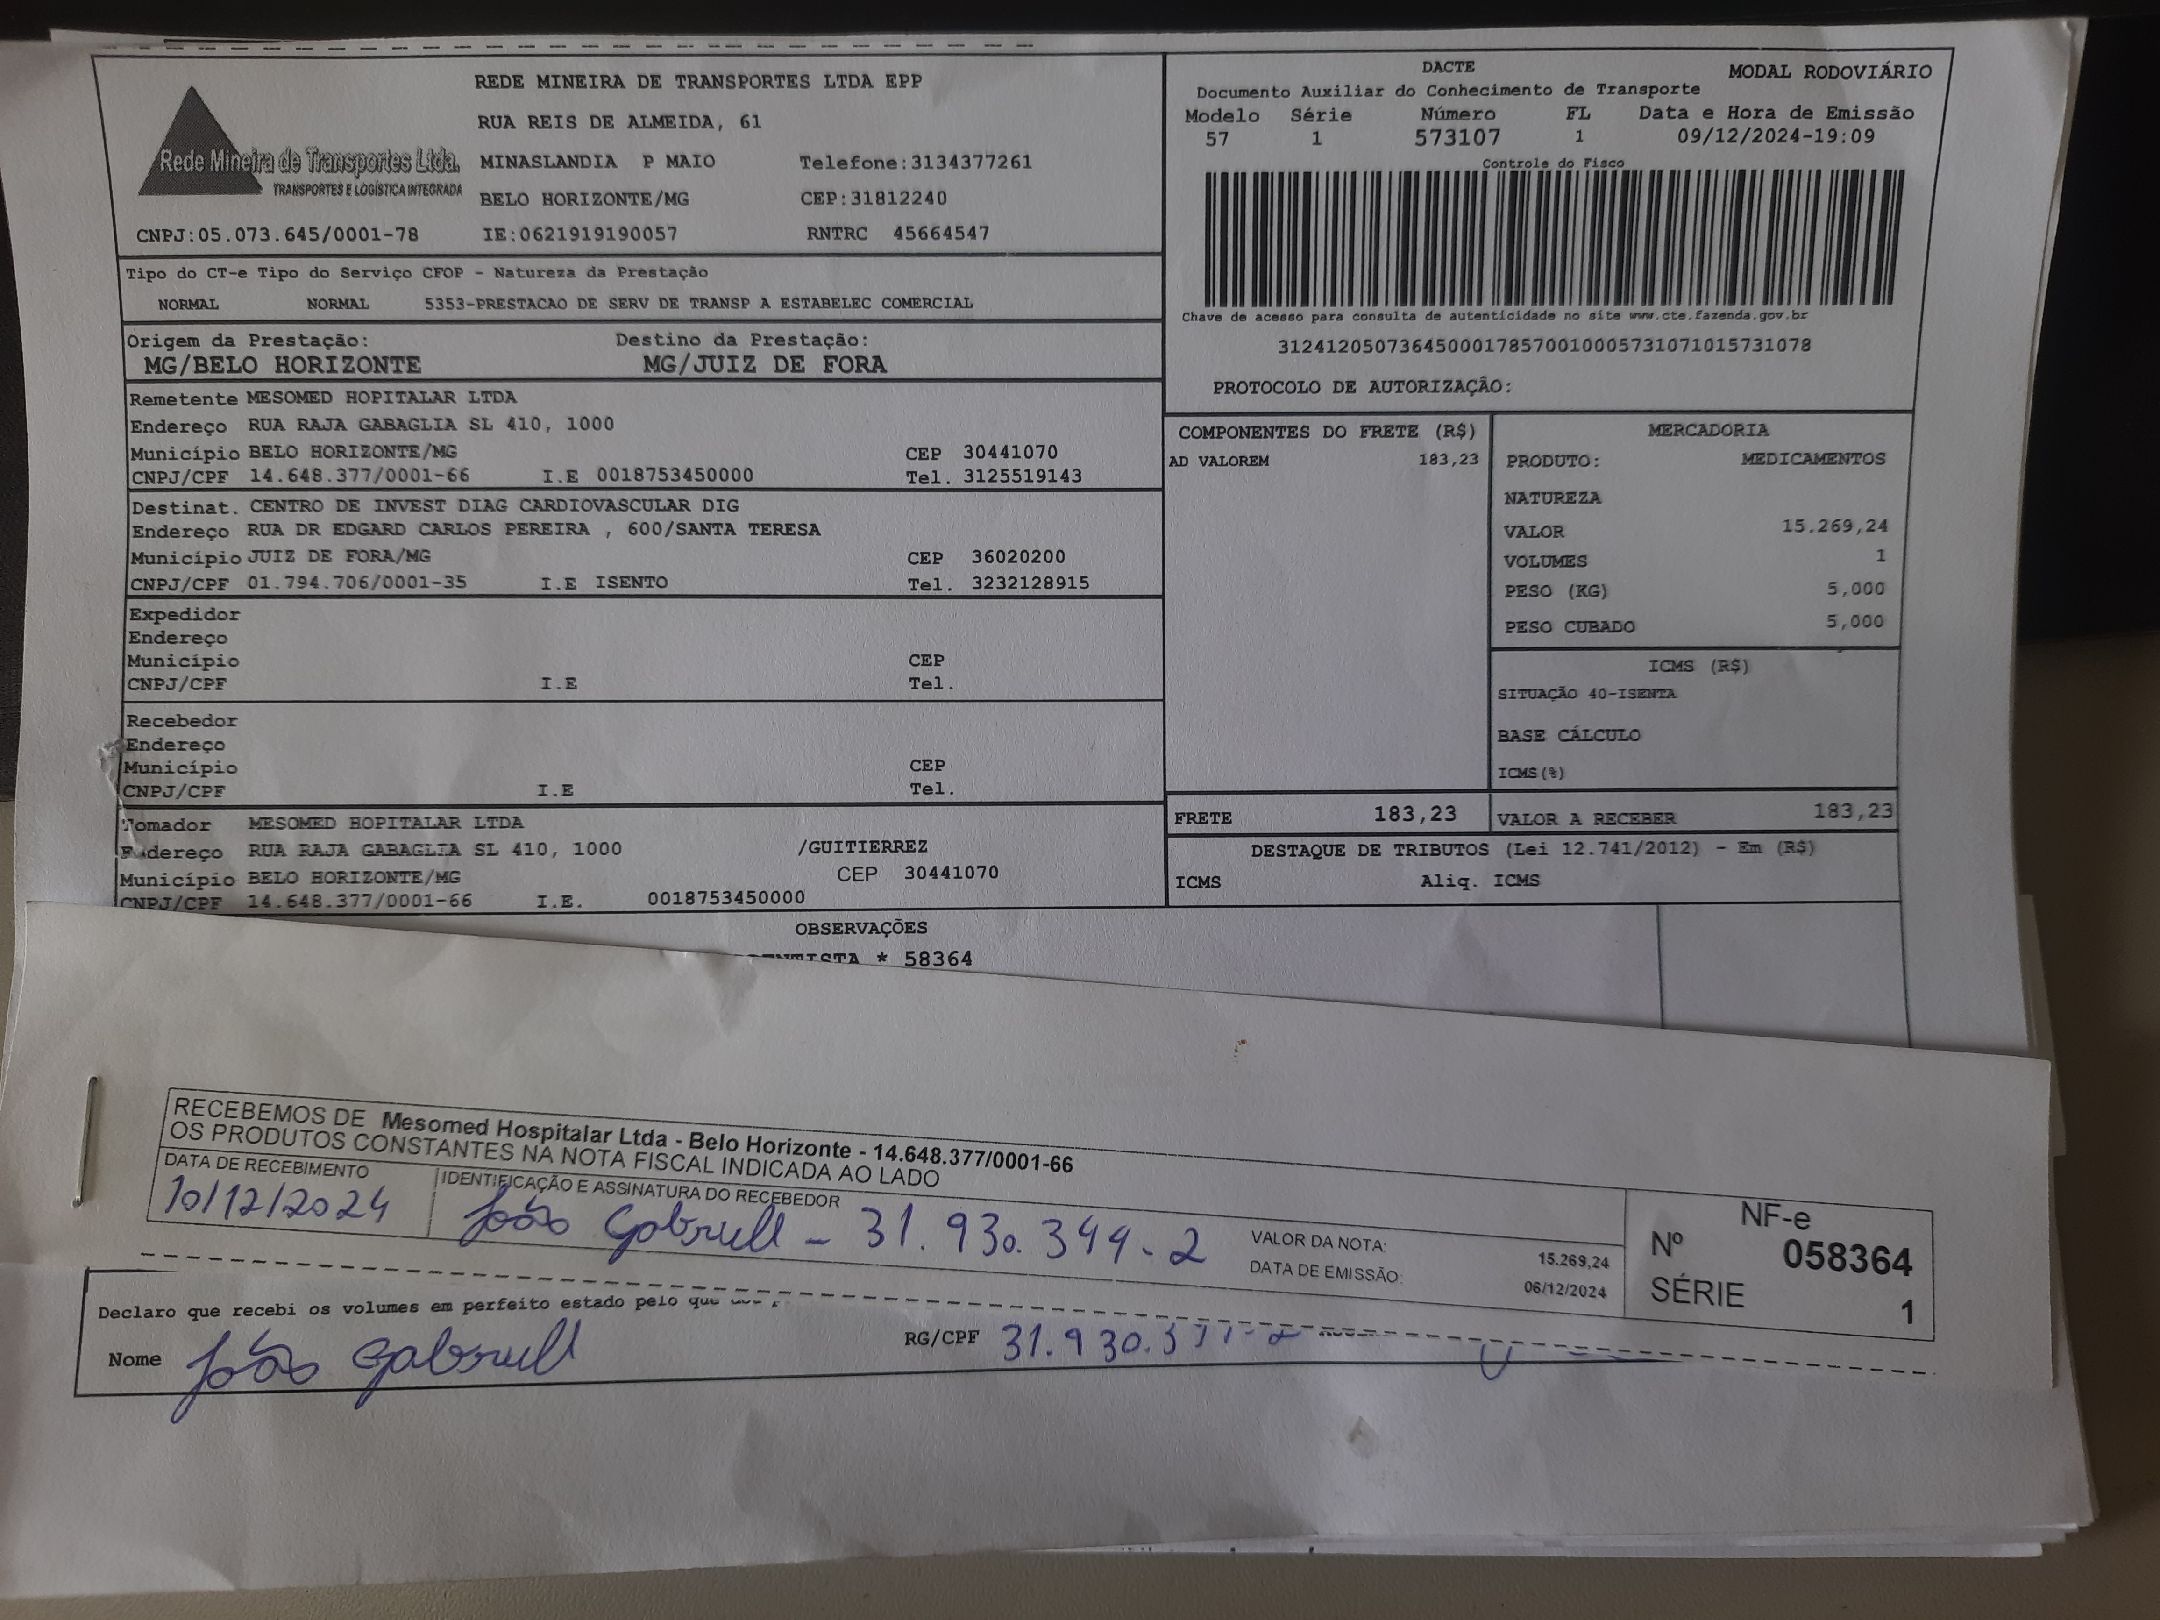 REDE MINEIRA DE TRANSPORTES LTDA EPP
RUA REIS DE ALMEIDA, 61
Rede Mineira de Transportes Ltda.
TRANSPORTES E LOGÍSTICA INTEGRADA
MINASLANDIA P MAIO Telefone:3134377261
BELO HORIZONTE/MG CEP:31812240
CNPJ:05.073.645/0001-78 IE:0621919190057 RNTRC 45664547
DACTE MODAL RODOVIÁRIO
Documento Auxiliar do Conhecimento de Transporte
Modelo Série Número FL Data e Hora de Emissão
57 1 573107 1 09/12/2024-19:09
Controle do Fisco
Chave de acesso para consulta de autenticidade no site www.cte.fazenda.gov.br
31241205073645000178570010005731071015731078
PROTOCOLO DE AUTORIZAÇÃO:
Tipo do CT-e Tipo do Serviço CFOP - Natureza da Prestação
NORMAL NORMAL 5353-PRESTACAO DE SERV DE TRANSP A ESTABELEC COMERCIAL
Origem da Prestação: Destino da Prestação:
MG/BELO HORIZONTE MG/JUIZ DE FORA
Remetente MESOMED HOPITALAR LTDA
Endereço RUA RAJA GABAGLIA SL 410, 1000
Município BELO HORIZONTE/MG CEP 30441070
CNPJ/CPF 14.648.377/0001-66 I.E 0018753450000 Tel. 3125519143
Destinat. CENTRO DE INVEST DIAG CARDIOVASCULAR DIG
Endereço RUA DR EDGARD CARLOS PEREIRA , 600/SANTA TERESA
Município JUIZ DE FORA/MG CEP 36020200
CNPJ/CPF 01.794.706/0001-35 I.E ISENTO Tel. 3232128915
Expedidor
Endereço
Município CEP
CNPJ/CPF I.E Tel.
Recebedor
Endereço
Município CEP
CNPJ/CPF I.E Tel.
Tomador MESOMED HOPITALAR LTDA
Endereço RUA RAJA GABAGLIA SL 410, 1000 /GUITIERREZ
Município BELO HORIZONTE/MG CEP 30441070
CNPJ/CPF 14.648.377/0001-66 I.E. 0018753450000
COMPONENTES DO FRETE (R$)
AD VALOREM 183,23
MERCADORIA
PRODUTO: MEDICAMENTOS
NATUREZA
VALOR 15.269,24
VOLUMES 1
PESO (KG) 5,000
PESO CUBADO 5,000
ICMS (R$)
SITUAÇÃO 40-ISENTA
BASE CÁLCULO
ICMS(%)
FRETE 183,23 VALOR A RECEBER 183,23
DESTAQUE DE TRIBUTOS (Lei 12.741/2012) - Em (R$)
ICMS Aliq. ICMS
OBSERVAÇÕES
* 58364
RECEBEMOS DE Mesomed Hospitalar Ltda - Belo Horizonte - 14.648.377/0001-66
OS PRODUTOS CONSTANTES NA NOTA FISCAL INDICADA AO LADO
DATA DE RECEBIMENTO IDENTIFICAÇÃO E ASSINATURA DO RECEBEDOR
10/12/2024 João Gabriell - 31.930.399-2
VALOR DA NOTA: 15.269,24
DATA DE EMISSÃO: 06/12/2024
NF-e
Nº 058364
SÉRIE 1
Declaro que recebi os volumes em perfeito estado pelo que
Nome João Gabriell RG/CPF 31.930.